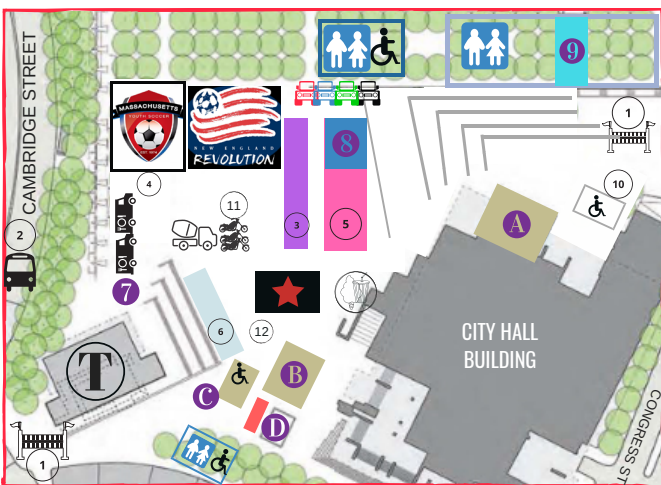 CAMBRIDGE STREET
9
1
MASSACHUSETTS
YOUTH SOCCER
NEW ENGLAND
REVOLUTION
8
4
10
11
3
5
A
2
7
6
12
CITY HALL
BUILDING
T
B
C
D
1
CONGRESS ST